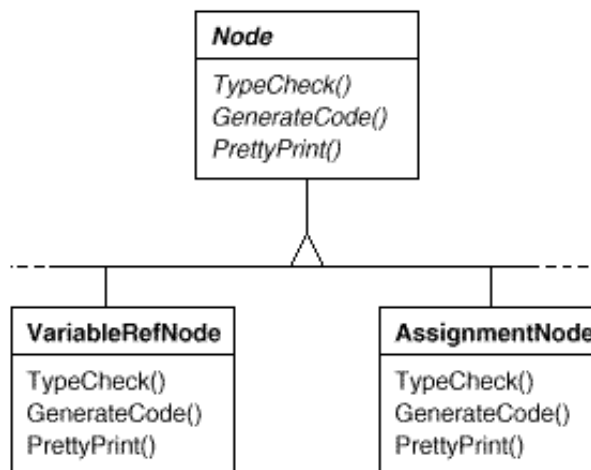 Node
TypeCheck()
GenerateCode()
PrettyPrint()
VariableRefNode
TypeCheck()
GenerateCode()
PrettyPrint()
AssignmentNode
TypeCheck()
GenerateCode()
PrettyPrint()